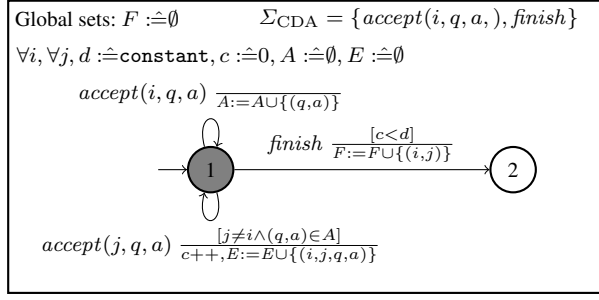 Global sets: F :≙∅ Σ_CDA = {accept(i, q, a, ), finish}
∀i, ∀j, d :≙constant, c :≙0, A :≙∅, E :≙∅
accept(i, q, a) / A:=A∪{(q,a)}
finish [c<d] / F:=F∪{(i,j)}
1
2
accept(j, q, a) [j≠i∧(q,a)∈A] / c++,E:=E∪{(i,j,q,a)}